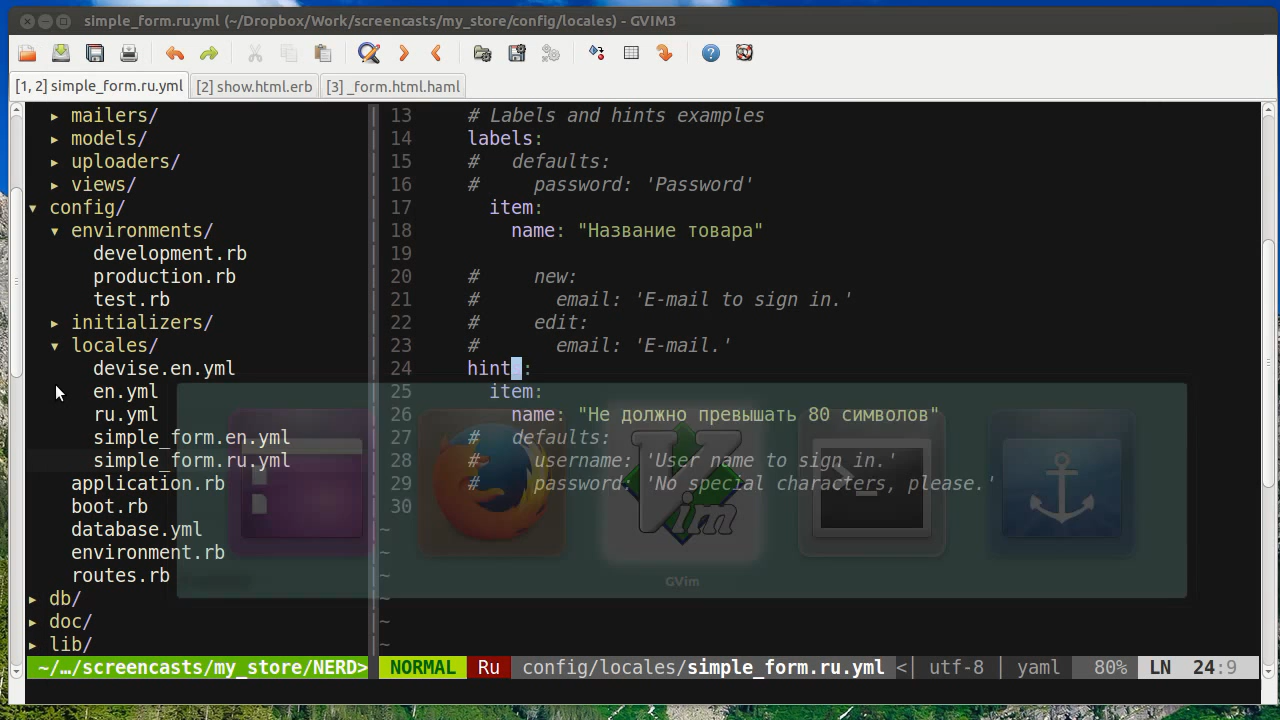 simple_form.ru.yml (~/Dropbox/Work/screencasts/my_store/config/locales) - GVIM3
[1, 2] simple_form.ru.yml [2] show.html.erb [3] _form.html.haml
▸ mailers/
▸ models/
▸ uploaders/
▸ views/
▾ config/
▾ environments/
development.rb
production.rb
test.rb
▸ initializers/
▾ locales/
devise.en.yml
en.yml
ru.yml
simple_form.en.yml
simple_form.ru.yml
application.rb
boot.rb
database.yml
environment.rb
routes.rb
▸ db/
▸ doc/
▸ lib/
13 # Labels and hints examples
14 labels:
15 # defaults:
16 # password: 'Password'
17 item:
18 name: "Название товара"
19
20 # new:
21 # email: 'E-mail to sign in.'
22 # edit:
23 # email: 'E-mail.'
24 hints:
25 item:
26 name: "Не должно превышать 80 символов"
27 # defaults:
28 # username: 'User name to sign in.'
29 # password: 'No special characters, please.'
30
~
~
~
~
~
~
Vim
GVim
~/…/screencasts/my_store/NERD> NORMAL Ru config/locales/simple_form.ru.yml <| utf-8 | yaml 80% LN 24:9